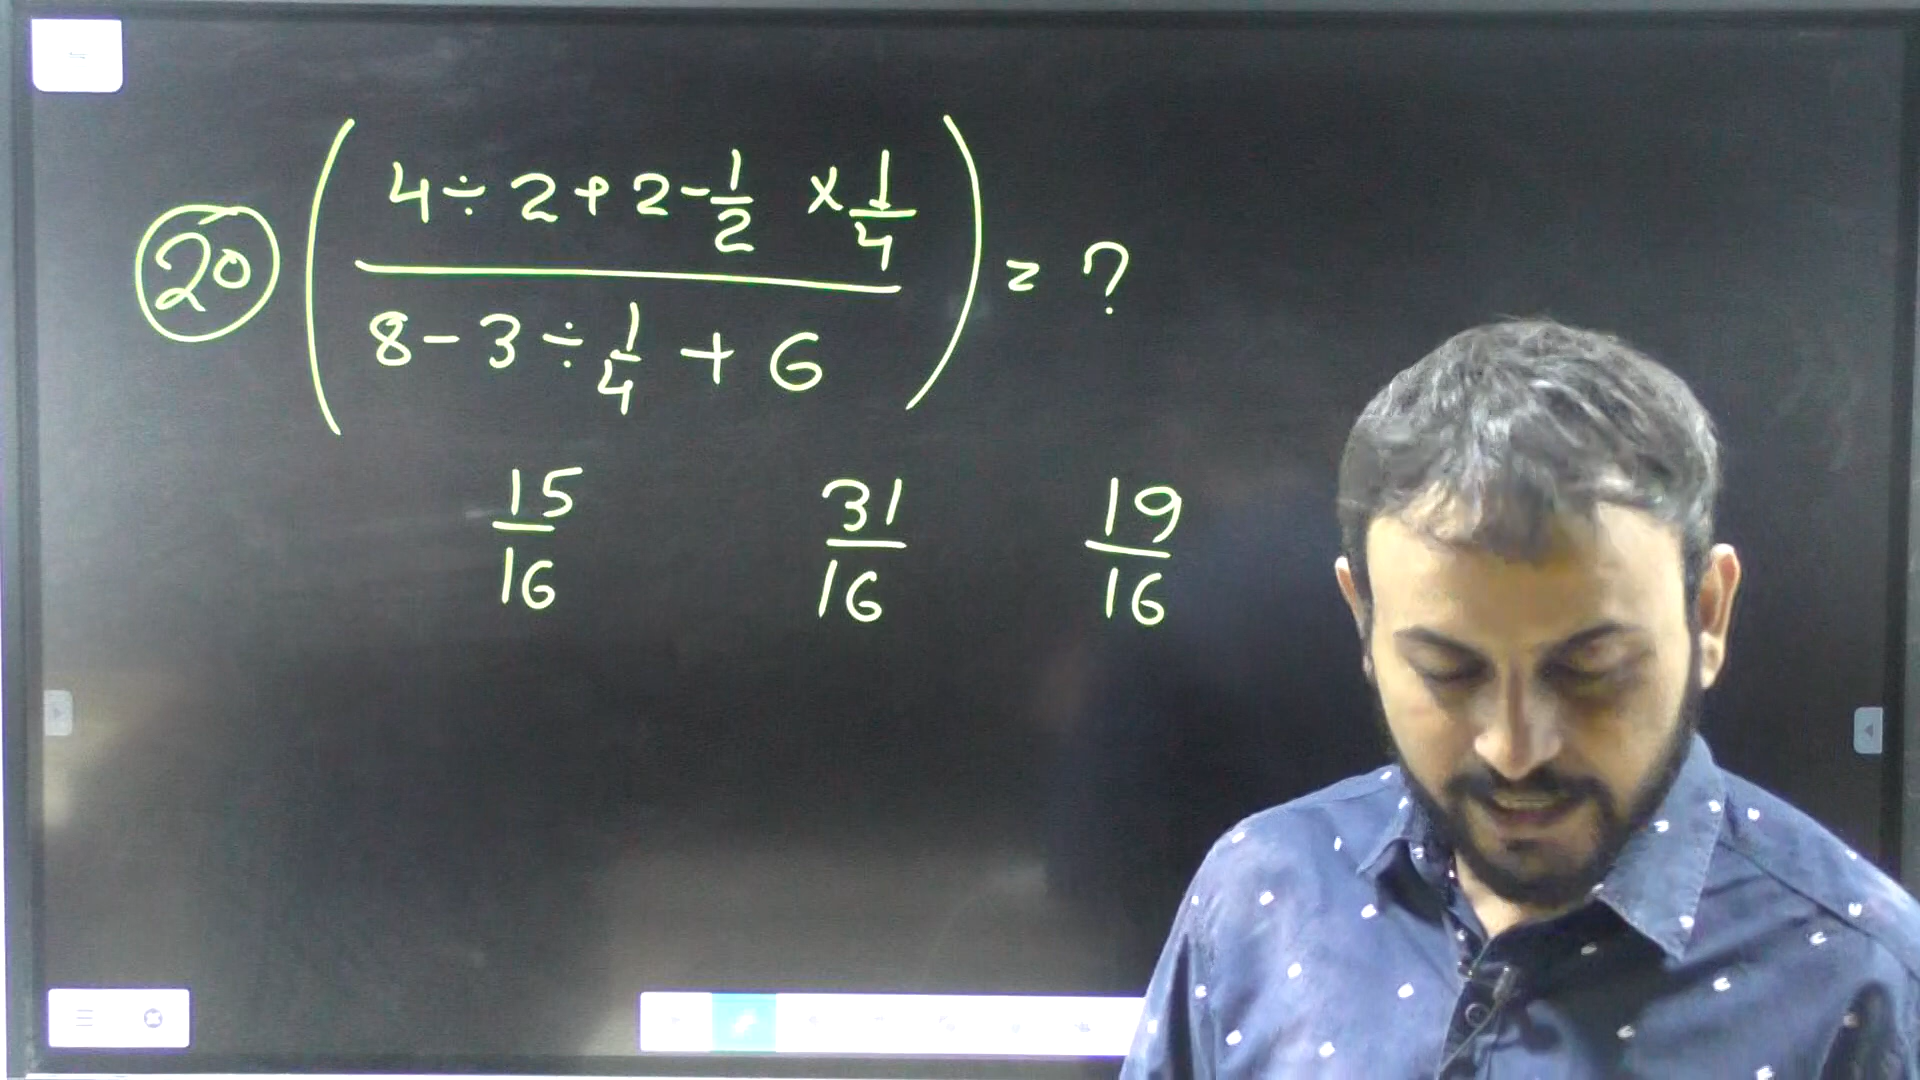 20 ( (4 ÷ 2 + 2 - 1/2 × 1/4) / (8 - 3 ÷ 1/4 + 6) ) = ?
15/16 31/16 19/16